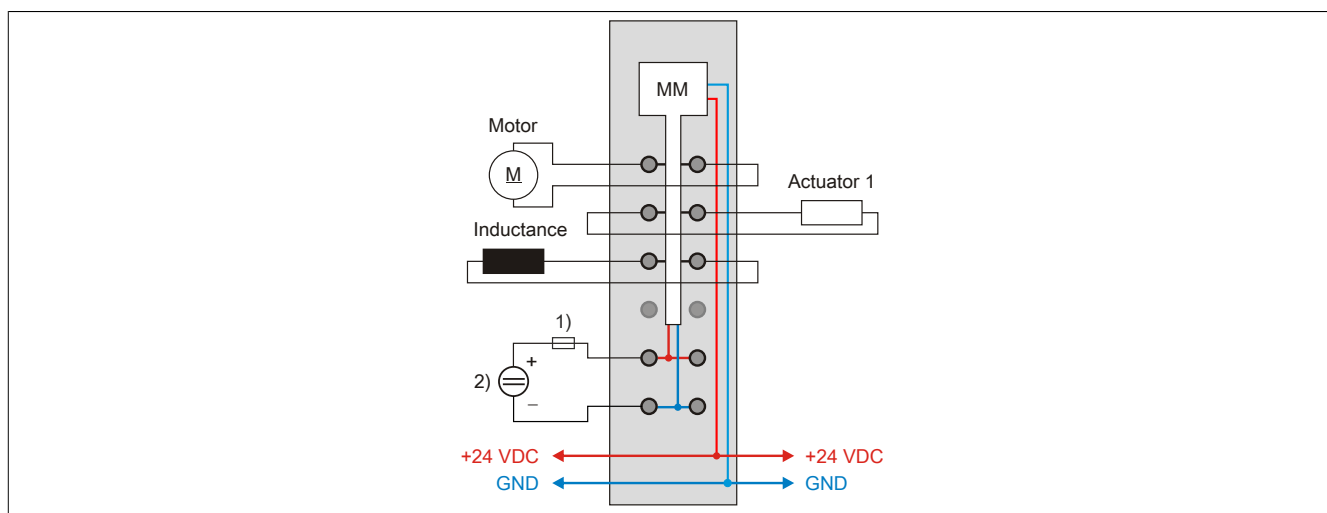 MM
Motor
M
Actuator 1
Inductance
1)
+
2)
–
+24 VDC +24 VDC
GND GND